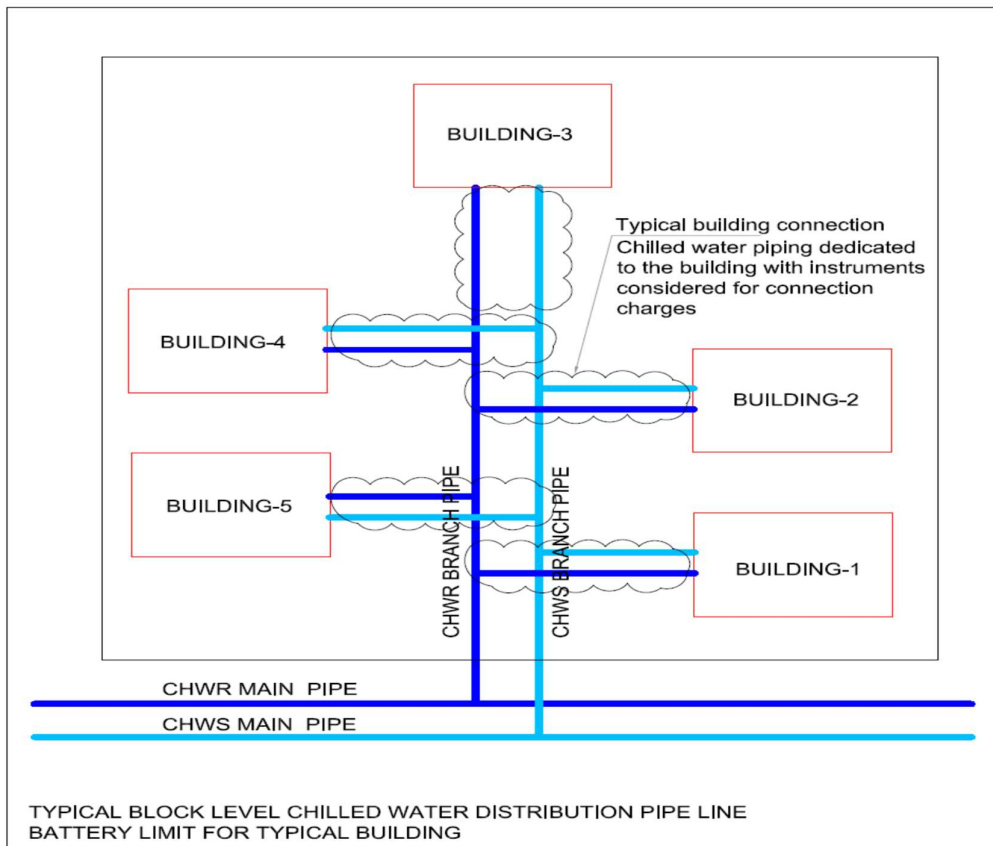 BUILDING-3
Typical building connection
Chilled water piping dedicated
to the building with instruments
considered for connection
charges
BUILDING-4
BUILDING-2
BUILDING-5
BUILDING-1
CHWR BRANCH PIPE
CHWS BRANCH PIPE
CHWR MAIN PIPE
CHWS MAIN PIPE
TYPICAL BLOCK LEVEL CHILLED WATER DISTRIBUTION PIPE LINE
BATTERY LIMIT FOR TYPICAL BUILDING